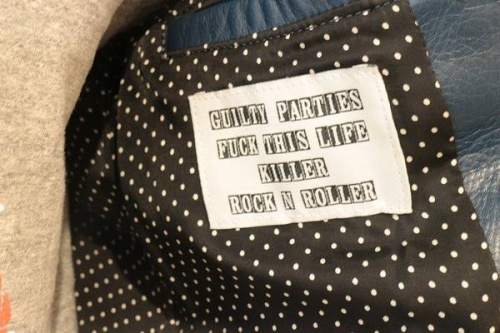 GUILTY PARTIES
FUCK THIS LIFE
KILLER
ROCK N ROLLER